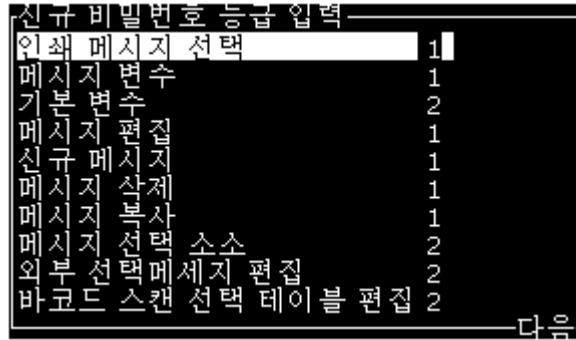 신규 비밀번호 등급 입력
인쇄 메시지 선택 1
메시지 변수 1
기본 변수 2
메시지 편집 1
신규 메시지 1
메시지 삭제 1
메시지 복사 1
메시지 선택 소소 2
외부 선택메세지 편집 2
바코드 스캔 선택 테이블 편집 2
다음